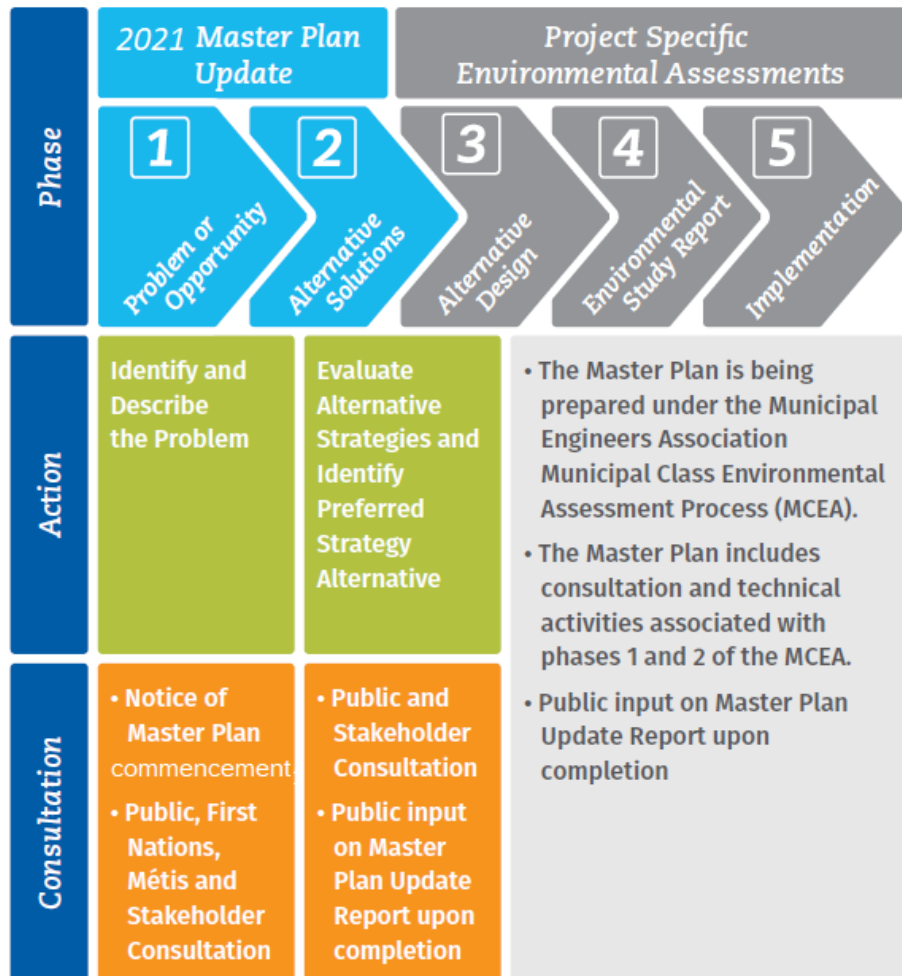 Phase
2021 Master Plan
Update
Project Specific
Environmental Assessments
1
Problem or
Opportunity
2
Alternative
Solutions
3
Alternative
Design
4
Environmental
Study Report
5
Implementation
Action
Identify and
Describe
the Problem
Evaluate
Alternative
Strategies and
Identify
Preferred
Strategy
Alternative
• The Master Plan is being
prepared under the Municipal
Engineers Association
Municipal Class Environmental
Assessment Process (MCEA).
• The Master Plan includes
consultation and technical
activities associated with
phases 1 and 2 of the MCEA.
• Public input on Master Plan
Update Report upon
completion
Consultation
• Notice of
Master Plan
commencement,
• Public, First
Nations,
Métis and
Stakeholder
Consultation
• Public and
Stakeholder
Consultation
• Public input
on Master
Plan Update
Report upon
completion